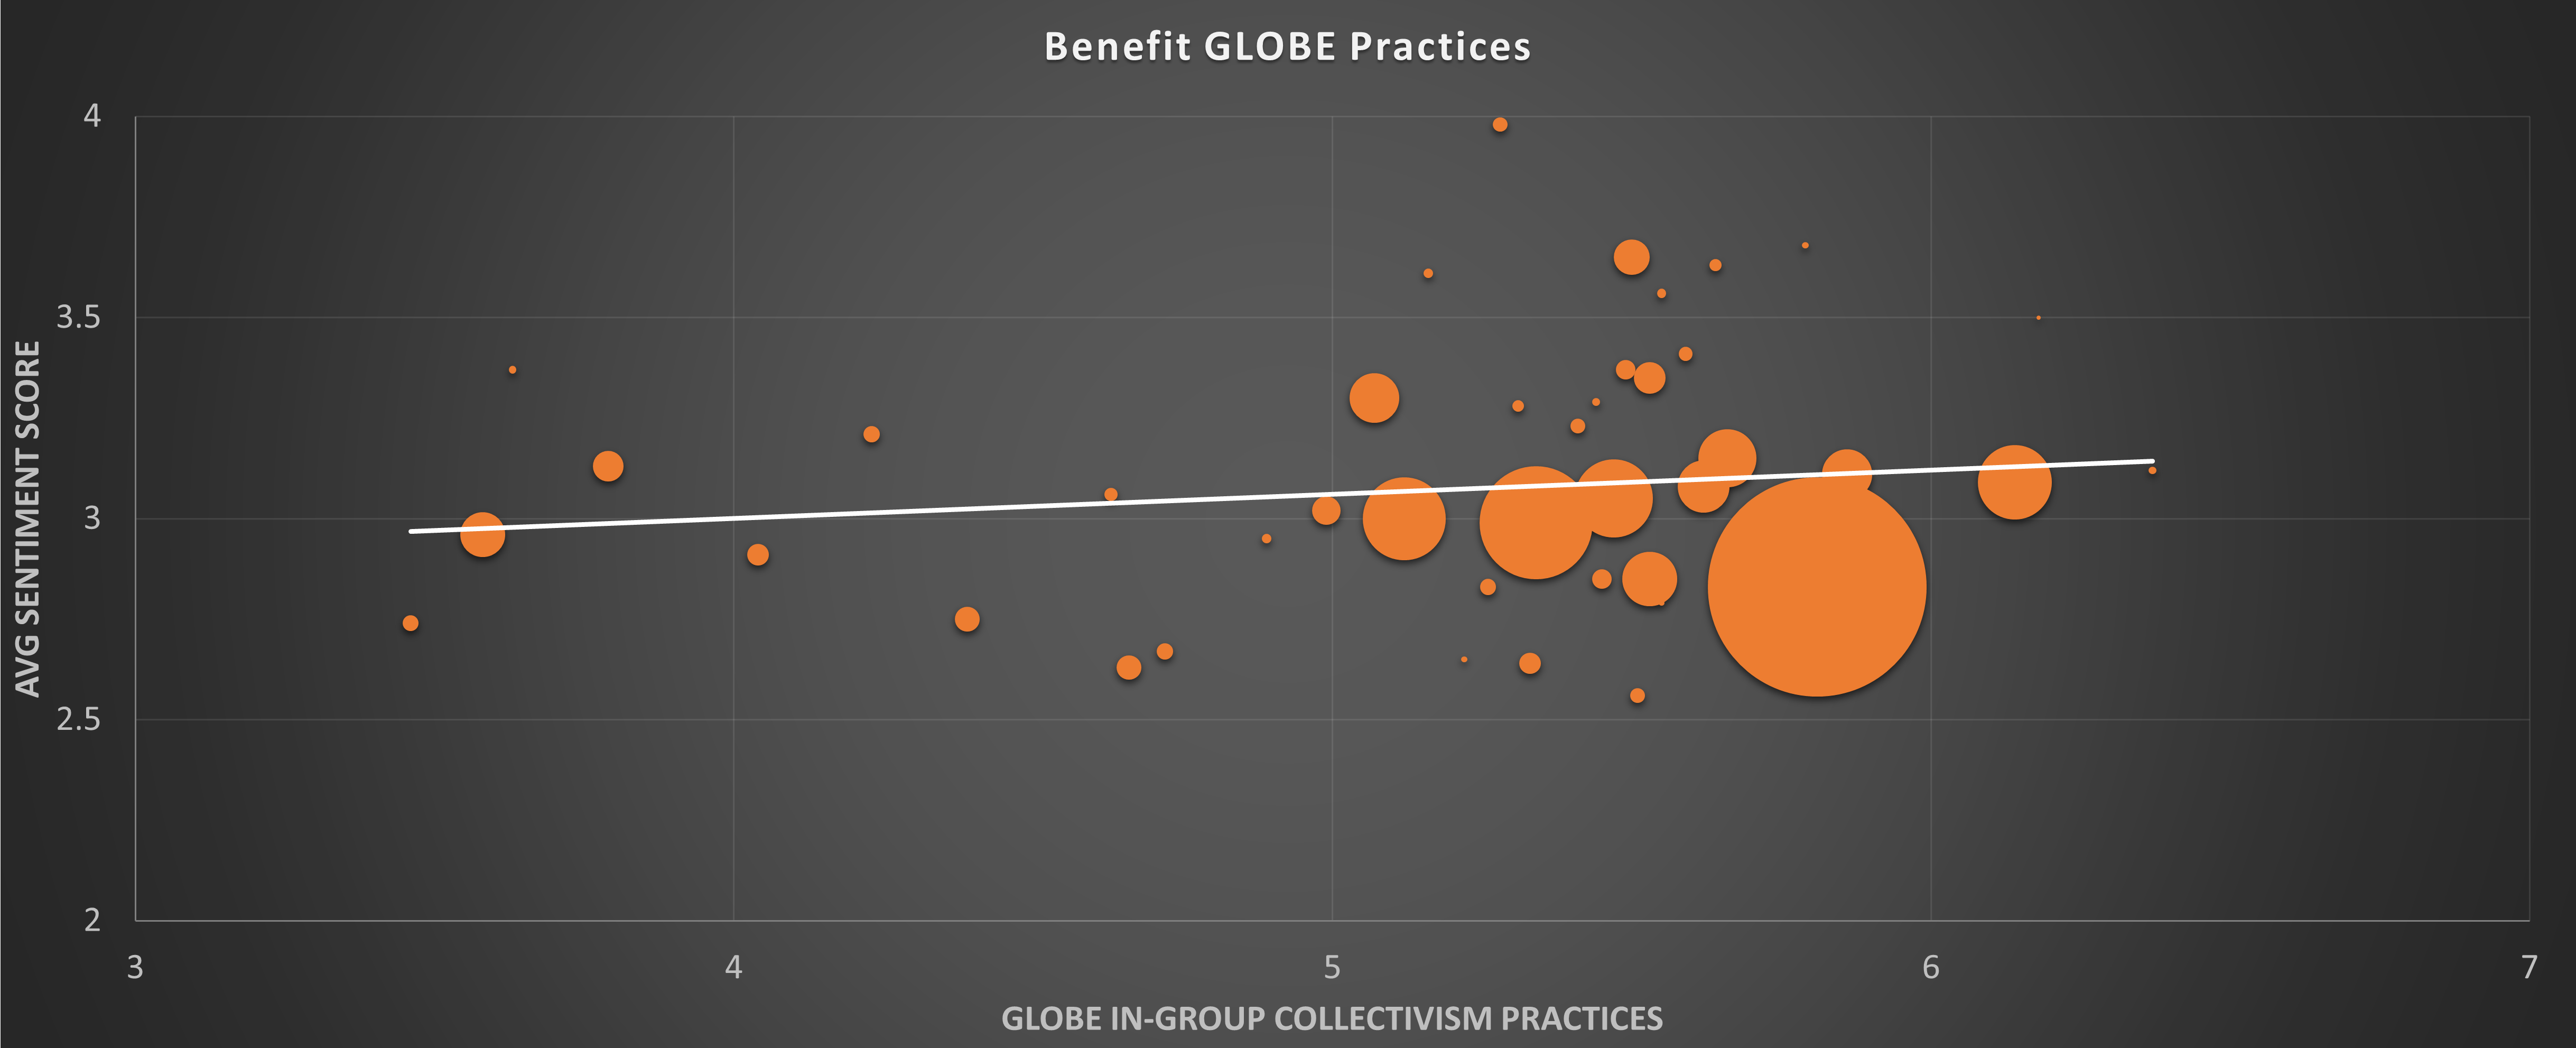 Benefit GLOBE Practices
4
3.5
3
2.5
2
AVG SENTIMENT SCORE
3 4 5 6 7
GLOBE IN-GROUP COLLECTIVISM PRACTICES